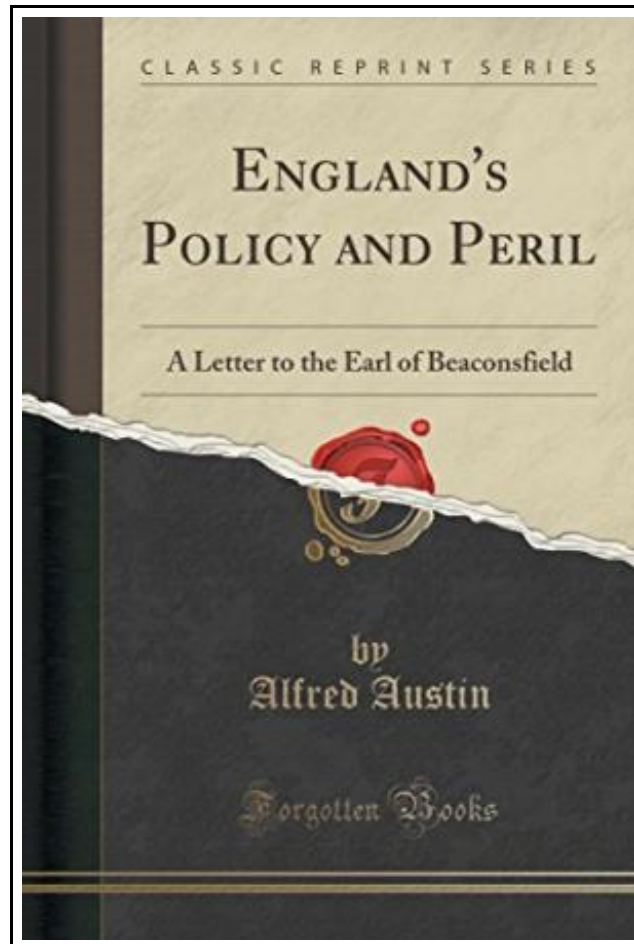 CLASSIC REPRINT SERIES
ENGLAND'S
POLICY AND PERIL
A Letter to the Earl of Beaconsfield
by
Alfred Austin
Forgotten Books